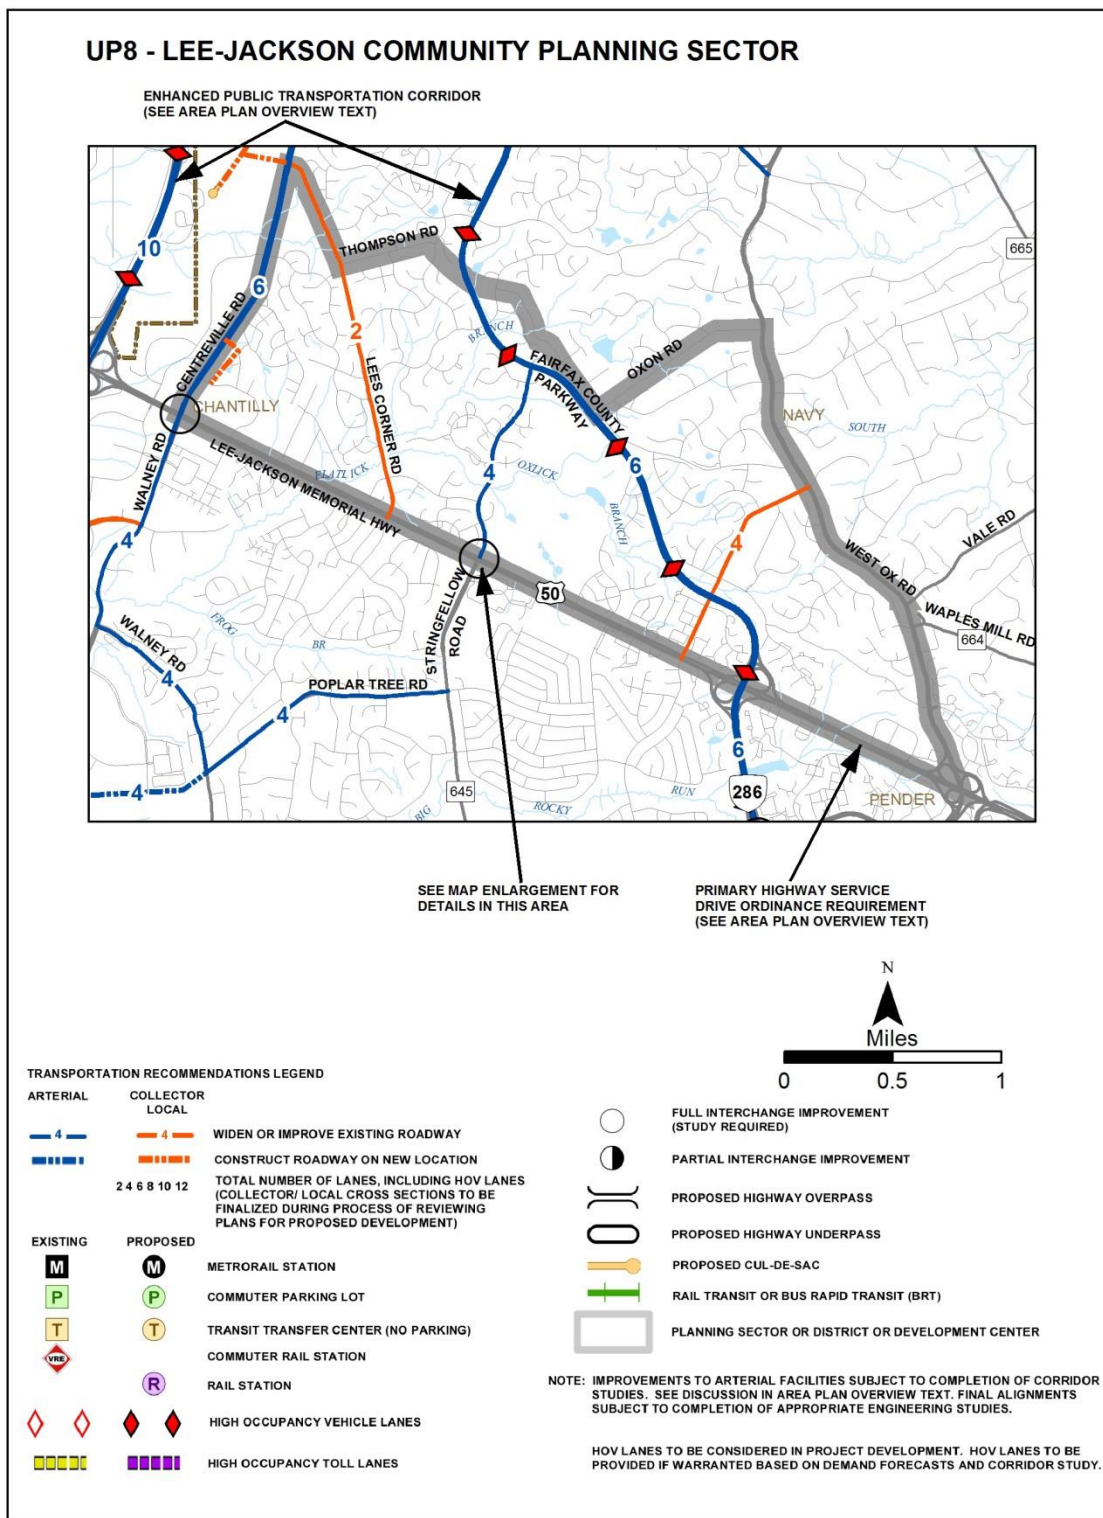 UP8 - LEE-JACKSON COMMUNITY PLANNING SECTOR
ENHANCED PUBLIC TRANSPORTATION CORRIDOR
(SEE AREA PLAN OVERVIEW TEXT)
10
6
THOMPSON RD
665
CENTREVILLE RD
2
BRANCH
FAIRFAX COUNTY
PARKWAY
OXON RD
LEES CORNER RD
CHANTILLY
NAVY
SOUTH
WALNEY RD
LEE-JACKSON MEMORIAL HWY
FLATLICK
4
OXLICK
6
BRANCH
4
4
VALE RD
WEST OX RD
50
STRINGFELLOW
ROAD
WAPLES MILL RD
664
FROG
BR
WALNEY RD
4
POPLAR TREE RD
4
4
6
286
645
BIG
ROCKY
RUN
PENDER
SEE MAP ENLARGEMENT FOR
DETAILS IN THIS AREA
PRIMARY HIGHWAY SERVICE
DRIVE ORDINANCE REQUIREMENT
(SEE AREA PLAN OVERVIEW TEXT)
N
Miles
0 0.5 1
TRANSPORTATION RECOMMENDATIONS LEGEND
ARTERIAL
COLLECTOR
LOCAL
4 4 WIDEN OR IMPROVE EXISTING ROADWAY
CONSTRUCT ROADWAY ON NEW LOCATION
2 4 6 8 10 12 TOTAL NUMBER OF LANES, INCLUDING HOV LANES
(COLLECTOR/ LOCAL CROSS SECTIONS TO BE
FINALIZED DURING PROCESS OF REVIEWING
PLANS FOR PROPOSED DEVELOPMENT)
EXISTING PROPOSED
M M METRORAIL STATION
P P COMMUTER PARKING LOT
T T TRANSIT TRANSFER CENTER (NO PARKING)
VRE COMMUTER RAIL STATION
R RAIL STATION
HIGH OCCUPANCY VEHICLE LANES
HIGH OCCUPANCY TOLL LANES
FULL INTERCHANGE IMPROVEMENT
(STUDY REQUIRED)
PARTIAL INTERCHANGE IMPROVEMENT
PROPOSED HIGHWAY OVERPASS
PROPOSED HIGHWAY UNDERPASS
PROPOSED CUL-DE-SAC
RAIL TRANSIT OR BUS RAPID TRANSIT (BRT)
PLANNING SECTOR OR DISTRICT OR DEVELOPMENT CENTER
NOTE: IMPROVEMENTS TO ARTERIAL FACILITIES SUBJECT TO COMPLETION OF CORRIDOR
STUDIES. SEE DISCUSSION IN AREA PLAN OVERVIEW TEXT. FINAL ALIGNMENTS
SUBJECT TO COMPLETION OF APPROPRIATE ENGINEERING STUDIES.
HOV LANES TO BE CONSIDERED IN PROJECT DEVELOPMENT. HOV LANES TO BE
PROVIDED IF WARRANTED BASED ON DEMAND FORECASTS AND CORRIDOR STUDY.